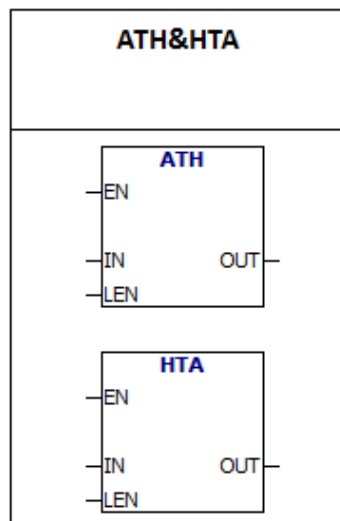 ATH&HTA
ATH
EN
IN OUT
LEN
HTA
EN
IN OUT
LEN